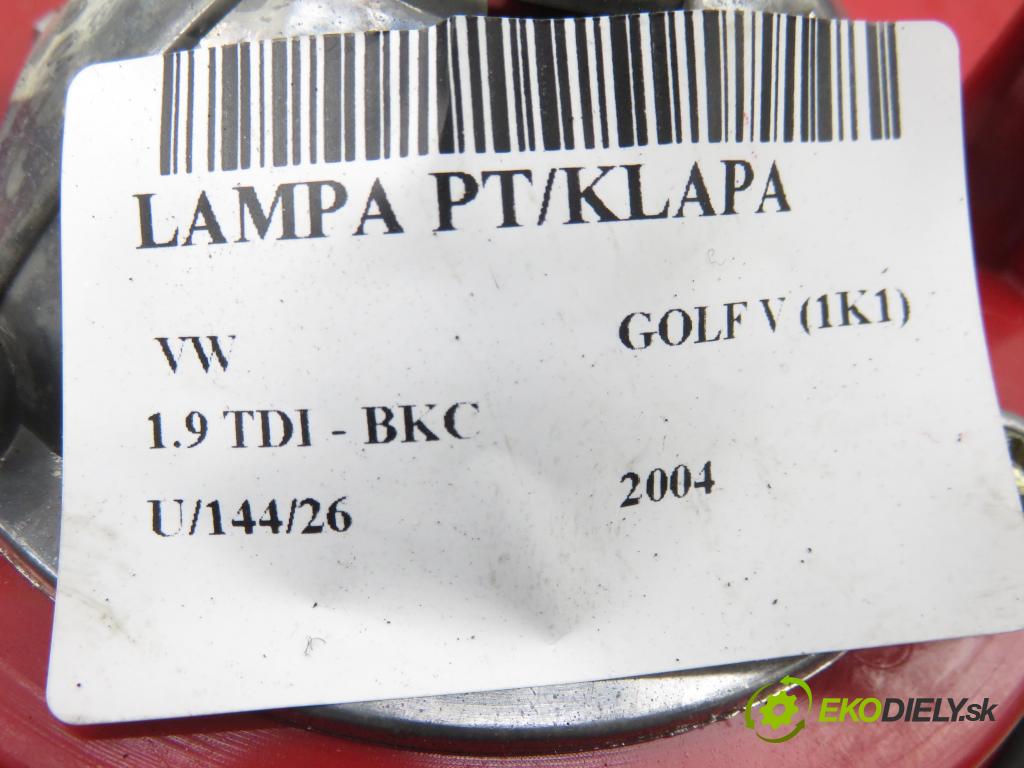 LAMPA PT/KLAPA
VW GOLF V (1K1)
1.9 TDI - BKC
U/144/26 2004
EKODIELY.sk